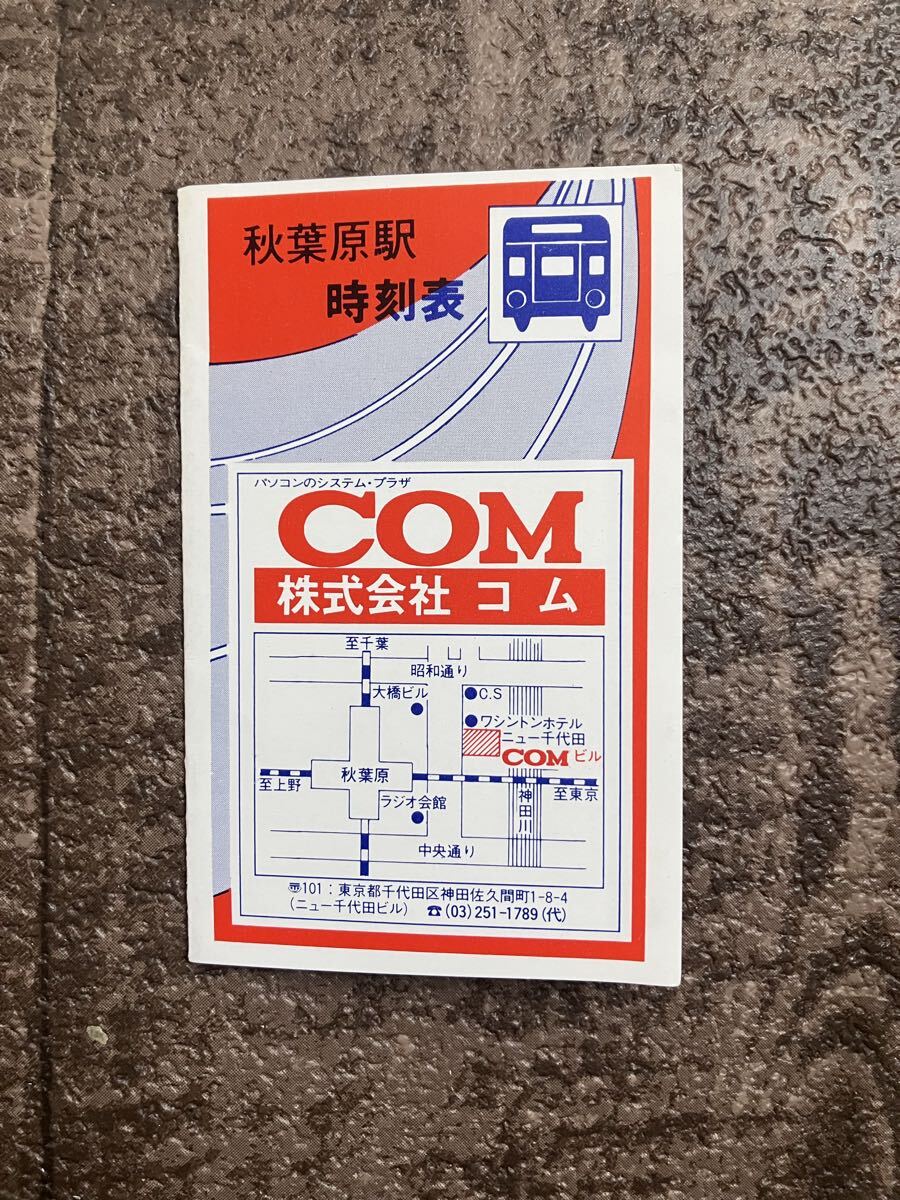 秋葉原駅
時刻表
パソコンのシステム・プラザ
COM
株式会社 コム
至千葉
昭和通り
大橋ビル
C.S
ワシントンホテル
ニュー千代田
COMビル
秋葉原
至上野
至東京
神田川
ラジオ会館
中央通り
〠101：東京都千代田区神田佐久間町1-8-4
(ニュー千代田ビル) ☎(03)251-1789(代)